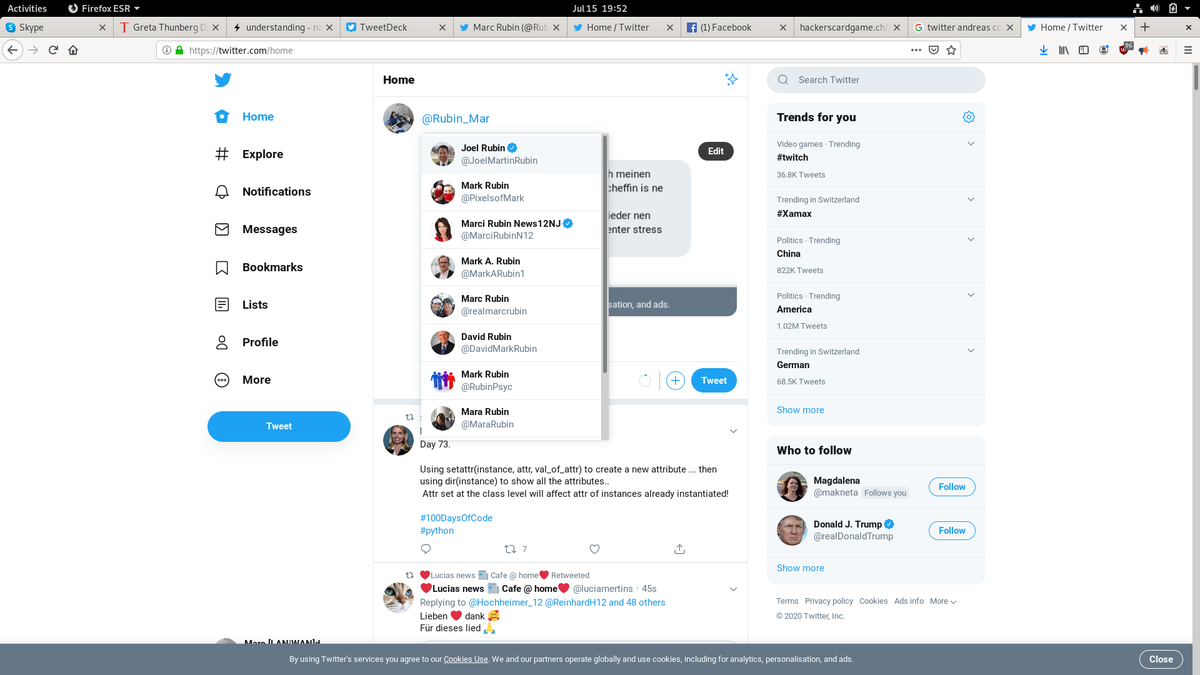 Activities Firefox ESR Jul 15 19:52
Skype
Greta Thunberg D
understanding - n
TweetDeck
Marc Rubin (@Ru
Home / Twitter
(1) Facebook
hackerscardgame.ch/
twitter andreas c
Home / Twitter
https://twitter.com/home
96
Home
Explore
Notifications
Messages
Bookmarks
Lists
Profile
More
Tweet
Home
@Rubin_Mar
Edit
Joel Rubin
@JoelMartinRubin
Mark Rubin
@PixelsofMark
Marci Rubin News12NJ
@MarciRubinN12
Mark A. Rubin
@MarkARubin1
Marc Rubin
@realmarcrubin
David Rubin
@DavidMarkRubin
Mark Rubin
@RubinPsyc
Mara Rubin
@MaraRubin
h meinen
cheffin is ne
ieder nen
enter stress
sation, and ads.
Tweet
Day 73.
Using setattr(instance, attr, val_of_attr) to create a new attribute ... then
using dir(instance) to show all the attributes..
Attr set at the class level will affect attr of instances already instantiated!
#100DaysOfCode
#python
7
Lucias news Cafe @ home Retweeted
Lucias news Cafe @ home @luciamertins · 45s
Replying to @Hochheimer_12 @ReinhardH12 and 48 others
Lieben dank
Für dieses lied
Search Twitter
Trends for you
Video games · Trending
#twitch
36.8K Tweets
Trending in Switzerland
#Xamax
Politics · Trending
China
822K Tweets
Politics · Trending
America
1.02M Tweets
Trending in Switzerland
German
68.5K Tweets
Show more
Who to follow
Magdalena
@makneta Follows you
Follow
Donald J. Trump
@realDonaldTrump
Follow
Show more
Terms Privacy policy Cookies Ads info More
© 2020 Twitter, Inc.
By using Twitter's services you agree to our Cookies Use. We and our partners operate globally and use cookies, including for analytics, personalisation, and ads.
Close